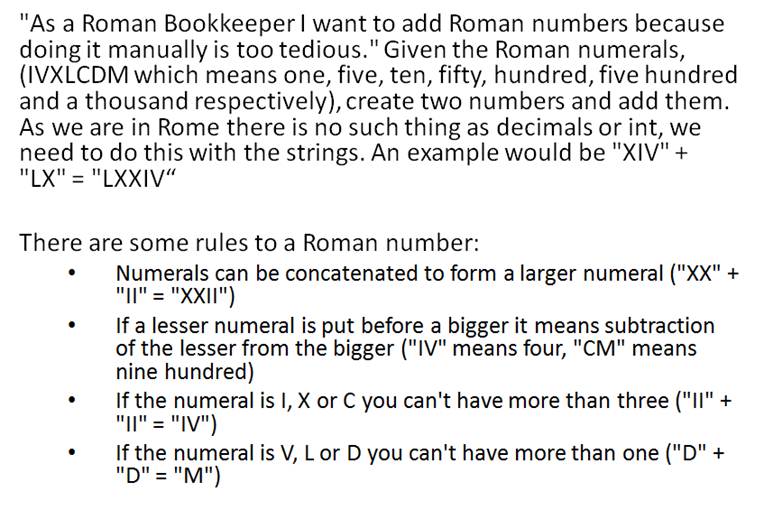 "As a Roman Bookkeeper I want to add Roman numbers because
doing it manually is too tedious." Given the Roman numerals,
(IVXLCDM which means one, five, ten, fifty, hundred, five hundred
and a thousand respectively), create two numbers and add them.
As we are in Rome there is no such thing as decimals or int, we
need to do this with the strings. An example would be "XIV" +
"LX" = "LXXIV“
There are some rules to a Roman number:
• Numerals can be concatenated to form a larger numeral ("XX" +
"II" = "XXII")
• If a lesser numeral is put before a bigger it means subtraction
of the lesser from the bigger ("IV" means four, "CM" means
nine hundred)
• If the numeral is I, X or C you can't have more than three ("II" +
"II" = "IV")
• If the numeral is V, L or D you can't have more than one ("D" +
"D" = "M")